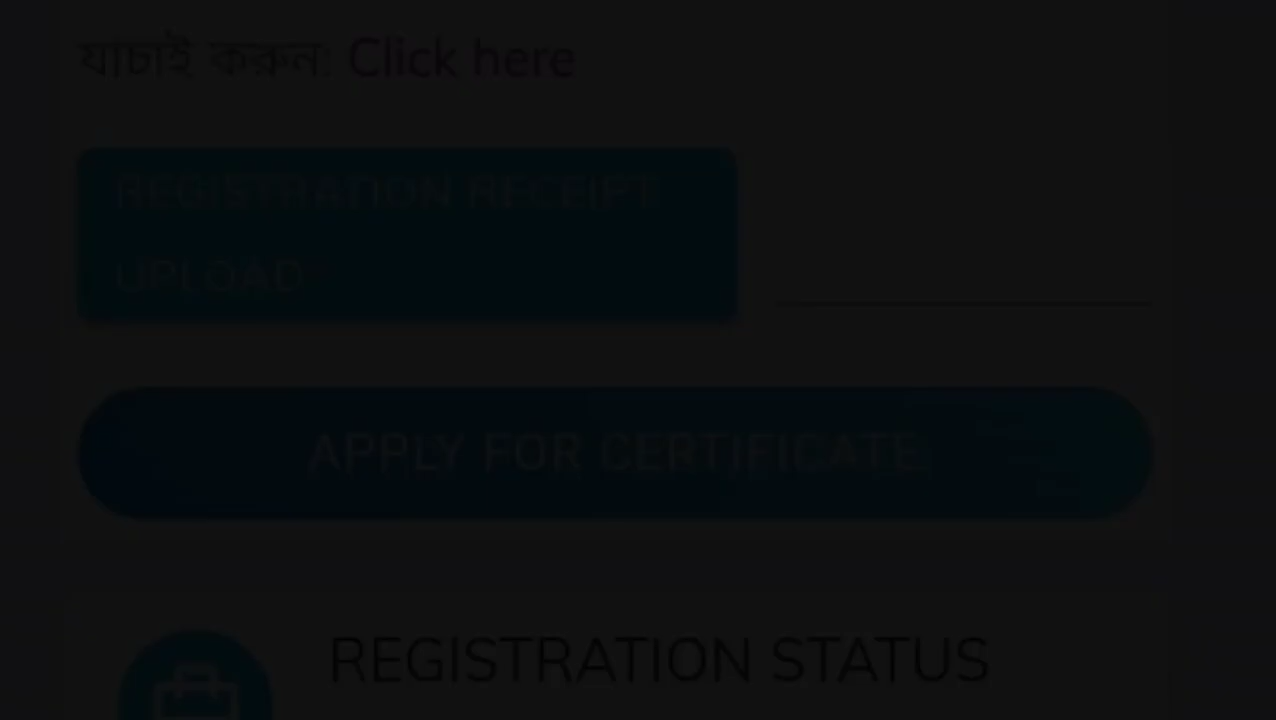 যাচাই করুন: Click here
REGISTRATION RECEIPT
UPLOAD*
APPLY FOR CERTIFICATE
REGISTRATION STATUS